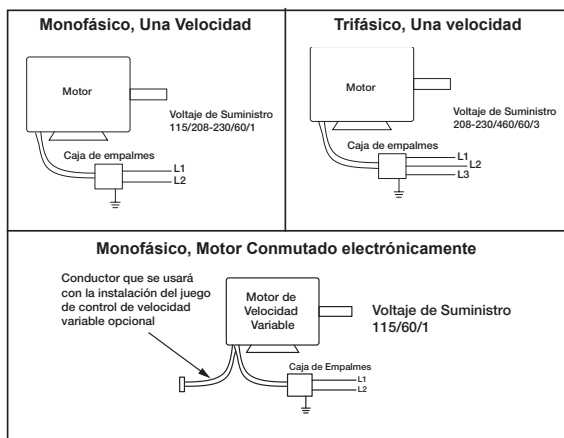 Monofásico, Una Velocidad
Motor
Voltaje de Suministro
115/208-230/60/1
Caja de empalmes
L1
L2
Trifásico, Una velocidad
Motor
Voltaje de Suministro
208-230/460/60/3
Caja de empalmes
L1
L2
L3
Monofásico, Motor Conmutado electrónicamente
Conductor que se usará
con la instalación del juego
de control de velocidad
variable opcional
Motor de
Velocidad
Variable
Voltaje de Suministro
115/60/1
Caja de Empalmes
L1
L2